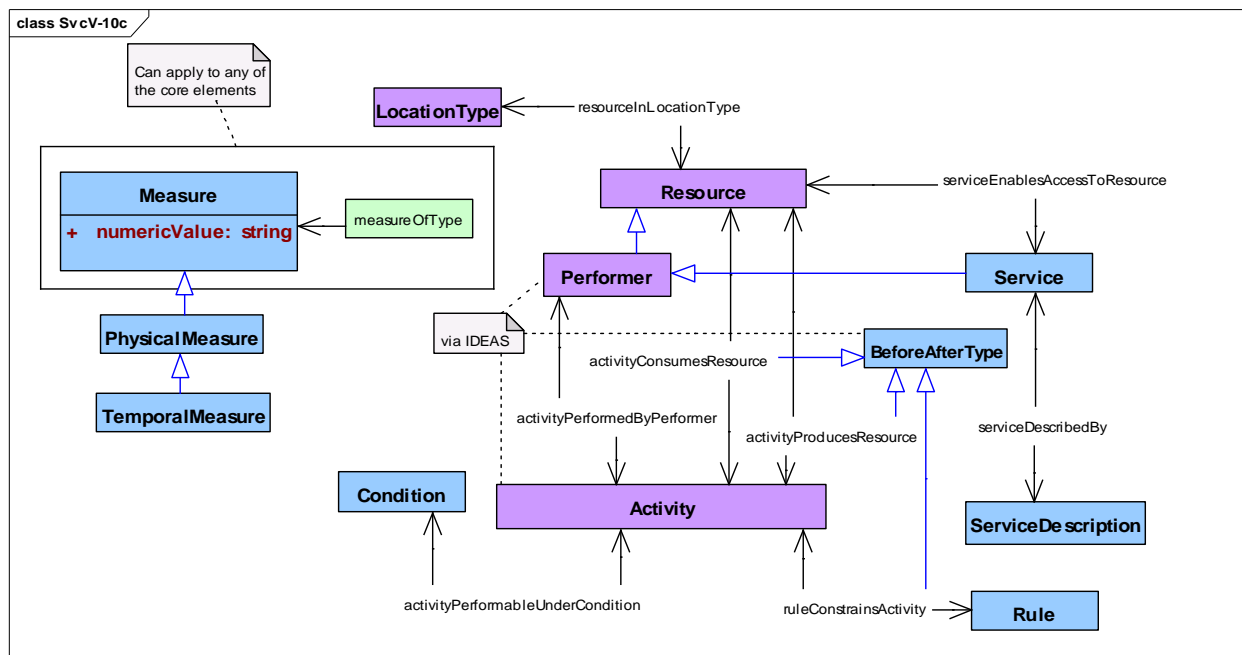 class SvcV-10c
Can apply to any of
the core elements
LocationType
resourceInLocationType
Measure
+ numericValue: string
measureOfType
Resource
serviceEnablesAccessToResource
Performer
Service
PhysicalMeasure
via IDEAS
BeforeAfterType
activityConsumesResource
TemporalMeasure
activityPerformedByPerformer
activityProducesResource
serviceDescribedBy
Condition
Activity
ServiceDescription
activityPerformableUnderCondition
ruleConstrainsActivity
Rule